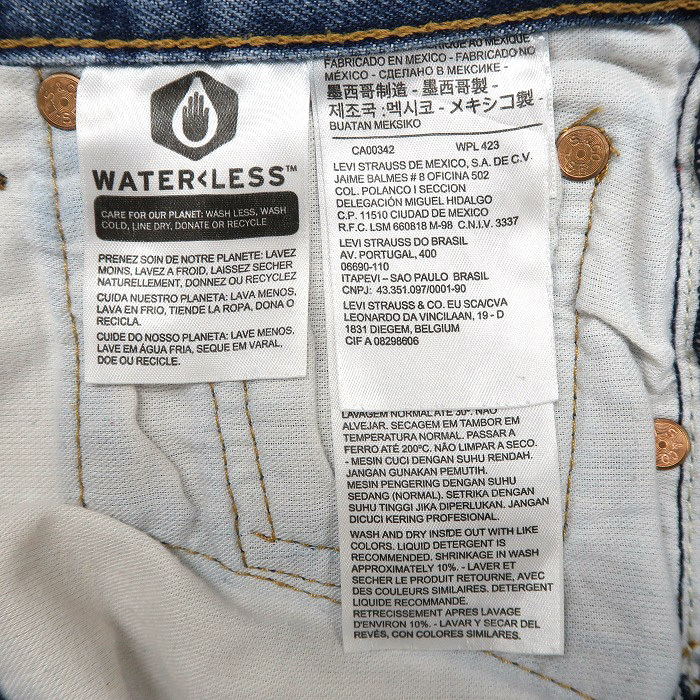 WATER<LESS™
CARE FOR OUR PLANET: WASH LESS, WASH
COLD, LINE DRY, DONATE OR RECYCLE
PRENEZ SOIN DE NOTRE PLANETE: LAVEZ
MOINS, LAVEZ A FROID, LAISSEZ SECHER
NATURELLEMENT, DONNEZ OU RECYCLEZ
CUIDA NUESTRO PLANETA: LAVA MENOS,
LAVA EN FRIO, TIENDE LA ROPA, DONA O
RECICLA.
CUIDE DO NOSSO PLANETA: LAVE MENOS,
LAVE EM ÁGUA FRIA, SEQUE EM VARAL,
DOE OU RECICLE.
AU MEXIQUE
FABRICADO EN MÉXICO - FABRICADO NO
MÉXICO - СДЕЛАНО В МЕКСИКЕ -
墨西哥制造 - 墨西哥製 -
제조국 :멕시코 - メキシコ製 -
BUATAN MEKSIKO
CA00342 WPL 423
LEVI STRAUSS DE MEXICO, S.A. DE C.V.
JAIME BALMES # 8 OFICINA 502
COL. POLANCO I SECCION
DELEGACIÓN MIGUEL HIDALGO
C.P. 11510 CIUDAD DE MEXICO
R.F.C. LSM 660818 M-98 C.N.I.V. 3337
LEVI STRAUSS DO BRASIL
AV. PORTUGAL, 400
06690-110
ITAPEVI – SAO PAULO BRASIL
CNPJ: 43.351.097/0001-90
LEVI STRAUSS & CO. EU SCA/CVA
LEONARDO DA VINCILAAN, 19 - D
1831 DIEGEM, BELGIUM
CIF A 08298606
LAVAGEM NORMAL ATÉ 30°. NÃO
ALVEJAR. SECAGEM EM TAMBOR EM
TEMPERATURA NORMAL. PASSAR A
FERRO ATÉ 200ºC. NÃO LIMPAR A SECO.
- MESIN CUCI DENGAN SUHU RENDAH.
JANGAN GUNAKAN PEMUTIH.
MESIN PENGERING DENGAN SUHU
SEDANG (NORMAL). SETRIKA DENGAN
SUHU TINGGI JIKA DIPERLUKAN. JANGAN
DICUCI KERING PROFESIONAL.
WASH AND DRY INSIDE OUT WITH LIKE
COLORS. LIQUID DETERGENT IS
RECOMMENDED. SHRINKAGE IN WASH
APPROXIMATELY 10%. - LAVER ET
SECHER LE PRODUIT RETOURNE, AVEC
DES COULEURS SIMILAIRES. DETERGENT
LIQUIDE RECOMMANDE.
RETRECISSEMENT APRES LAVAGE
D'ENVIRON 10%. - LAVAR Y SECAR DEL
REVÉS, CON COLORES SIMILARES.